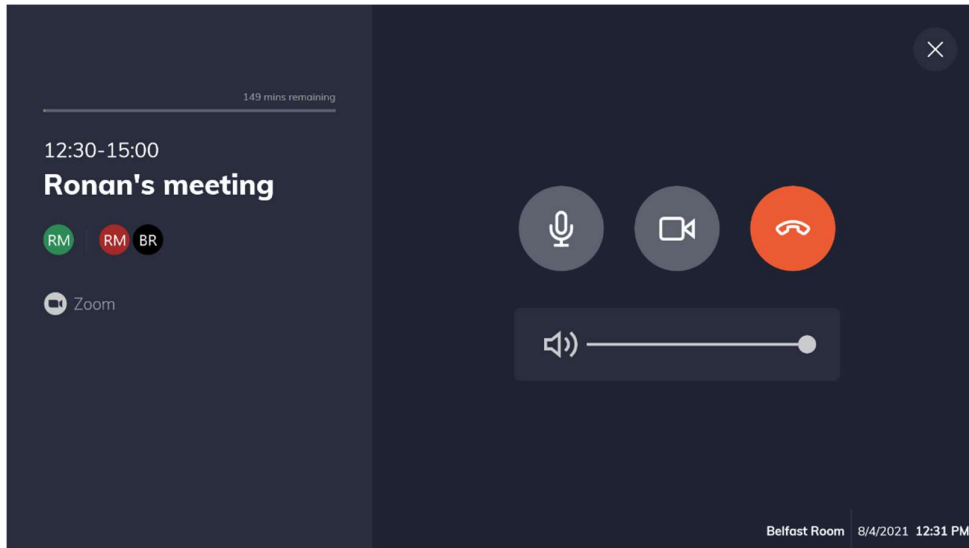 149 mins remaining
12:30-15:00
Ronan's meeting
RM RM BR
Zoom
Belfast Room 8/4/2021 12:31 PM